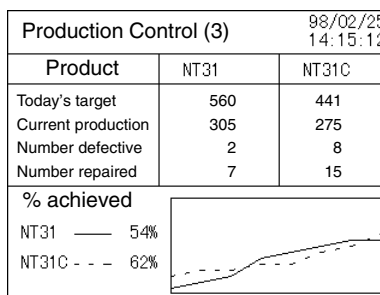 Production Control (3) 98/02/25
14:15:12
Product NT31 NT31C
Today's target 560 441
Current production 305 275
Number defective 2 8
Number repaired 7 15
% achieved
NT31 —— 54%
NT31C - - - 62%